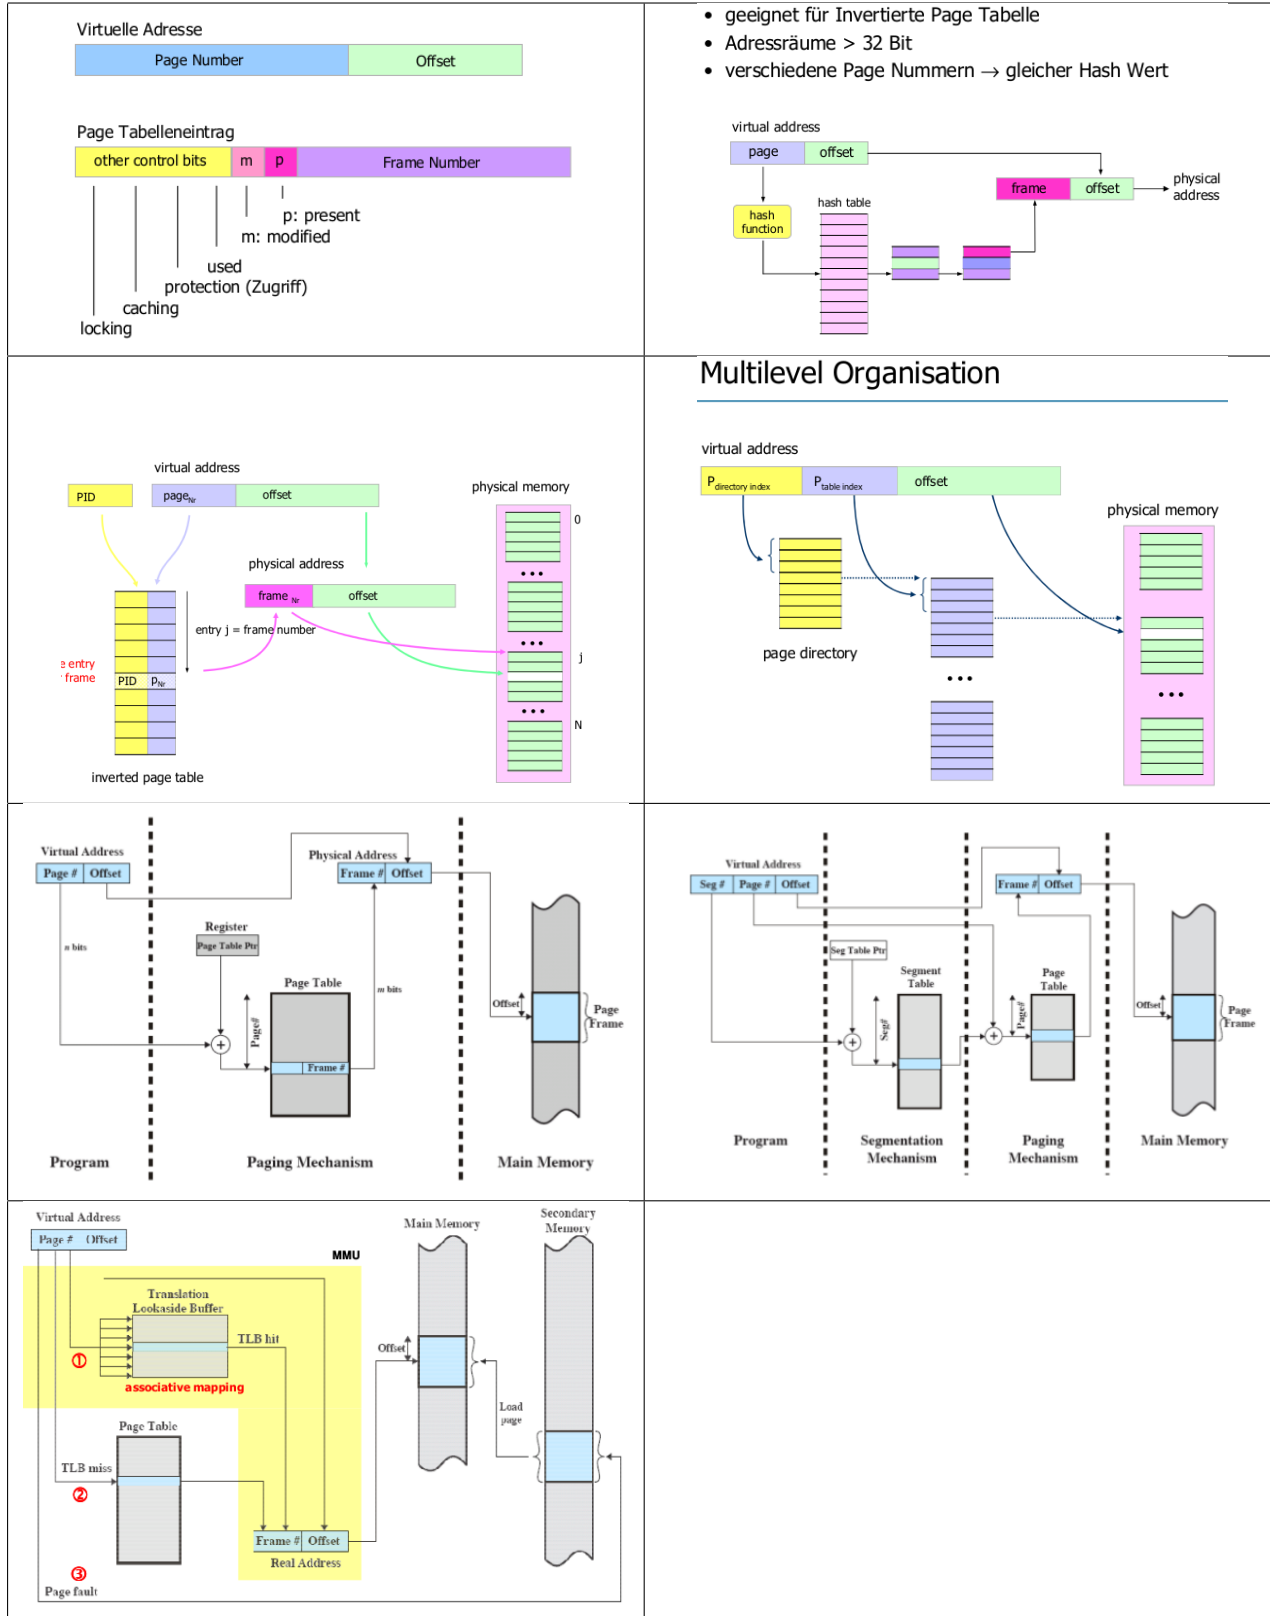 Virtuelle Adresse
Page Number Offset
Page Tabelleneintrag
other control bits m p Frame Number
p: present
m: modified
used
protection (Zugriff)
caching
locking
• geeignet für Invertierte Page Tabelle
• Adressräume > 32 Bit
• verschiedene Page Nummern → gleicher Hash Wert
virtual address
page offset
frame offset
physical
address
hash
function
hash table
virtual address
PID pageNr offset
physical memory
0
physical address
frame Nr offset
entry j = frame number
e entry
frame
PID PNr
j
N
inverted page table
Multilevel Organisation
virtual address
Pdirectory index Ptable index offset
physical memory
page directory
Virtual Address
Page # Offset
Physical Address
Frame # Offset
n bits
Register
Page Table Ptr
Page Table
m bits
Page#
+
Frame #
Offset
Page
Frame
Program Paging Mechanism Main Memory
Virtual Address
Seg # Page # Offset
Frame # Offset
Seg Table Ptr
Segment
Table
Page
Table
Seg#
Page#
+
+
Offset
Page
Frame
Program Segmentation
Mechanism
Paging
Mechanism
Main Memory
Virtual Address
Page # Offset
Main Memory
Secondary
Memory
MMU
Translation
Lookaside Buffer
TLB hit
①
associative mapping
Offset
Load
page
Page Table
TLB miss
②
Frame # Offset
Real Address
③
Page fault